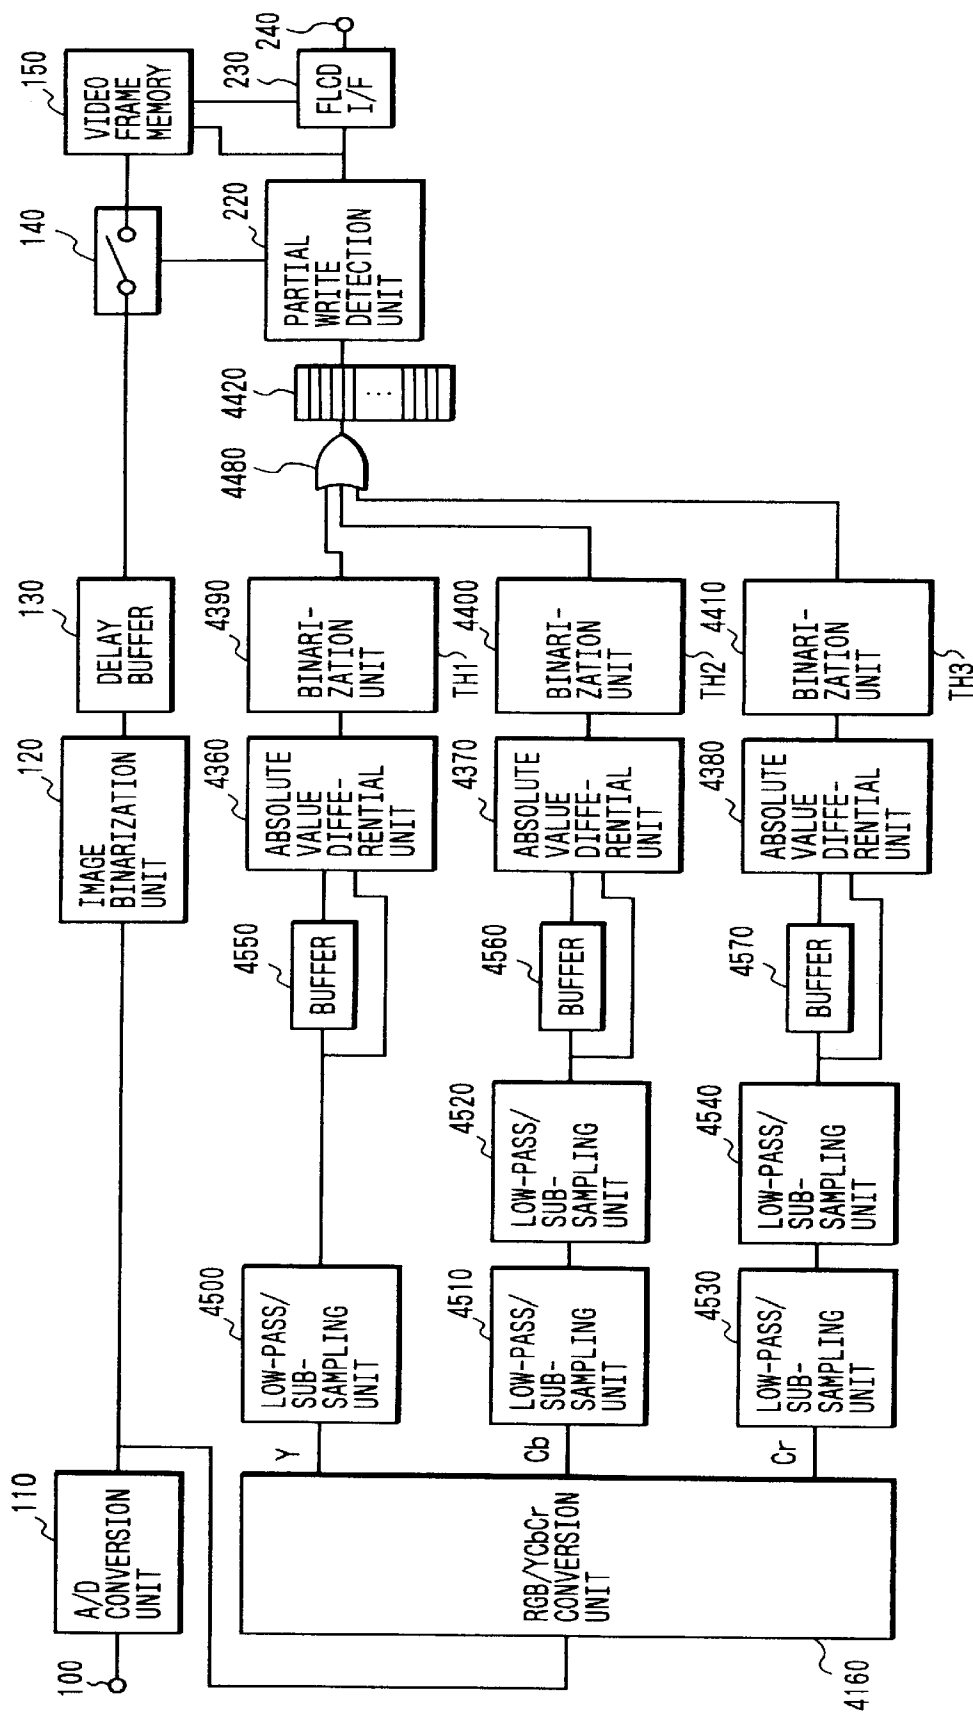 100
110
A/D
CONVERSION
UNIT
120
IMAGE
BINARIZATION
UNIT
130
DELAY
BUFFER
140
150
VIDEO
FRAME
MEMORY
4160
RGB/YCbCr
CONVERSION
UNIT
Y
4500
LOW-PASS/
SUB-
SAMPLING
UNIT
4550
BUFFER
4360
ABSOLUTE
VALUE
DIFFE-
RENTIAL
UNIT
4390
BINARI-
ZATION
UNIT
TH1
4480
4420
...
220
PARTIAL
WRITE
DETECTION
UNIT
230
FLCD
I/F
240
Cb
4510
LOW-PASS/
SUB-
SAMPLING
UNIT
4520
LOW-PASS/
SUB-
SAMPLING
UNIT
4560
BUFFER
4370
ABSOLUTE
VALUE
DIFFE-
RENTIAL
UNIT
4400
BINARI-
ZATION
UNIT
TH2
Cr
4530
LOW-PASS/
SUB-
SAMPLING
UNIT
4540
LOW-PASS/
SUB-
SAMPLING
UNIT
4570
BUFFER
4380
ABSOLUTE
VALUE
DIFFE-
RENTIAL
UNIT
4410
BINARI-
ZATION
UNIT
TH3